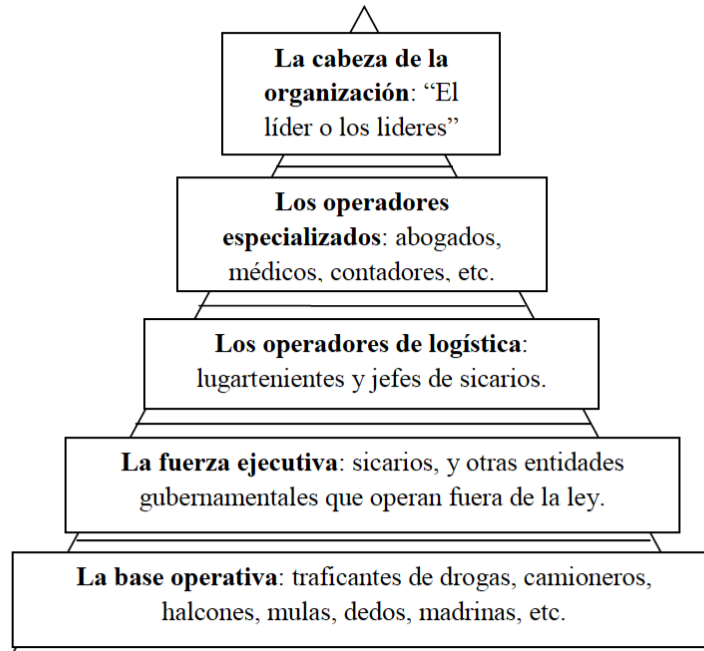 La cabeza de la
organización: “El
líder o los lideres”
Los operadores
especializados: abogados,
médicos, contadores, etc.
Los operadores de logística:
lugartenientes y jefes de sicarios.
La fuerza ejecutiva: sicarios, y otras entidades
gubernamentales que operan fuera de la ley.
La base operativa: traficantes de drogas, camioneros,
halcones, mulas, dedos, madrinas, etc.